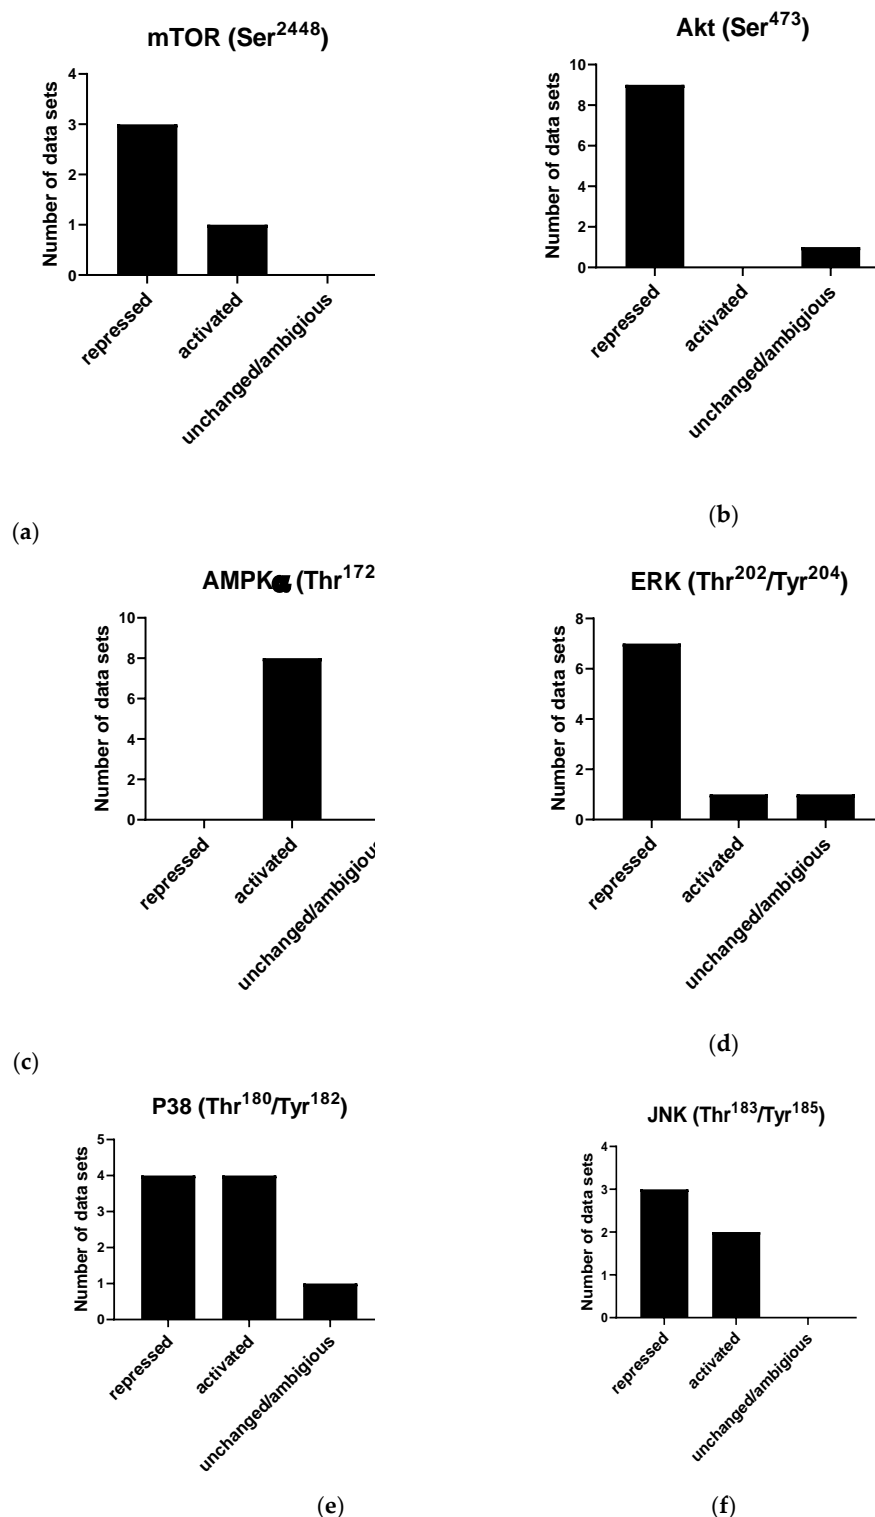 mTOR (Ser2448)
Number of data sets
4
3
2
1
0
repressed
activated
unchanged/ambigious
(a)
Akt (Ser473)
Number of data sets
10
8
6
4
2
0
repressed
activated
unchanged/ambigious
(b)
AMPKα (Thr172
Number of data sets
10
8
6
4
2
0
repressed
activated
unchanged/ambigious
(c)
ERK (Thr202/Tyr204)
Number of data sets
8
6
4
2
0
repressed
activated
unchanged/ambigious
(d)
P38 (Thr180/Tyr182)
Number of data sets
5
4
3
2
1
0
repressed
activated
unchanged/ambigious
(e)
JNK (Thr183/Tyr185)
Number of data sets
4
3
2
1
0
repressed
activated
unchanged/ambigious
(f)